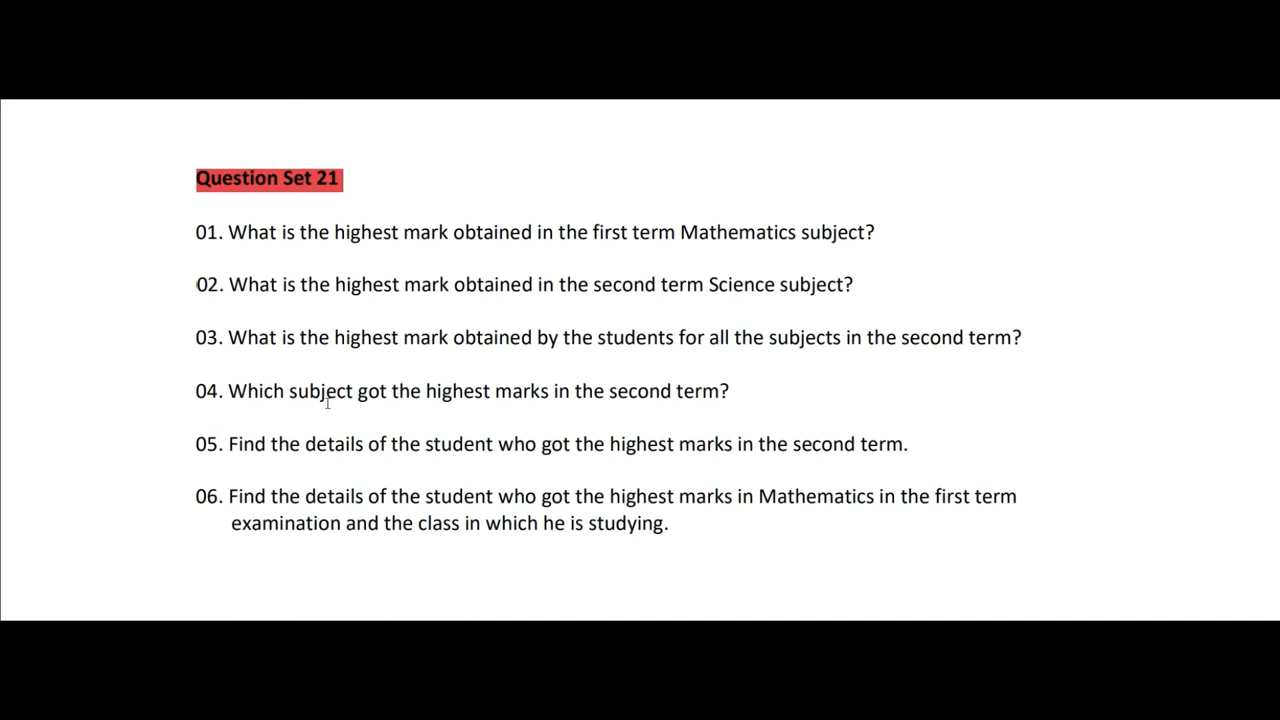 Question Set 21
01. What is the highest mark obtained in the first term Mathematics subject?
02. What is the highest mark obtained in the second term Science subject?
03. What is the highest mark obtained by the students for all the subjects in the second term?
04. Which subject got the highest marks in the second term?
05. Find the details of the student who got the highest marks in the second term.
06. Find the details of the student who got the highest marks in Mathematics in the first term
examination and the class in which he is studying.